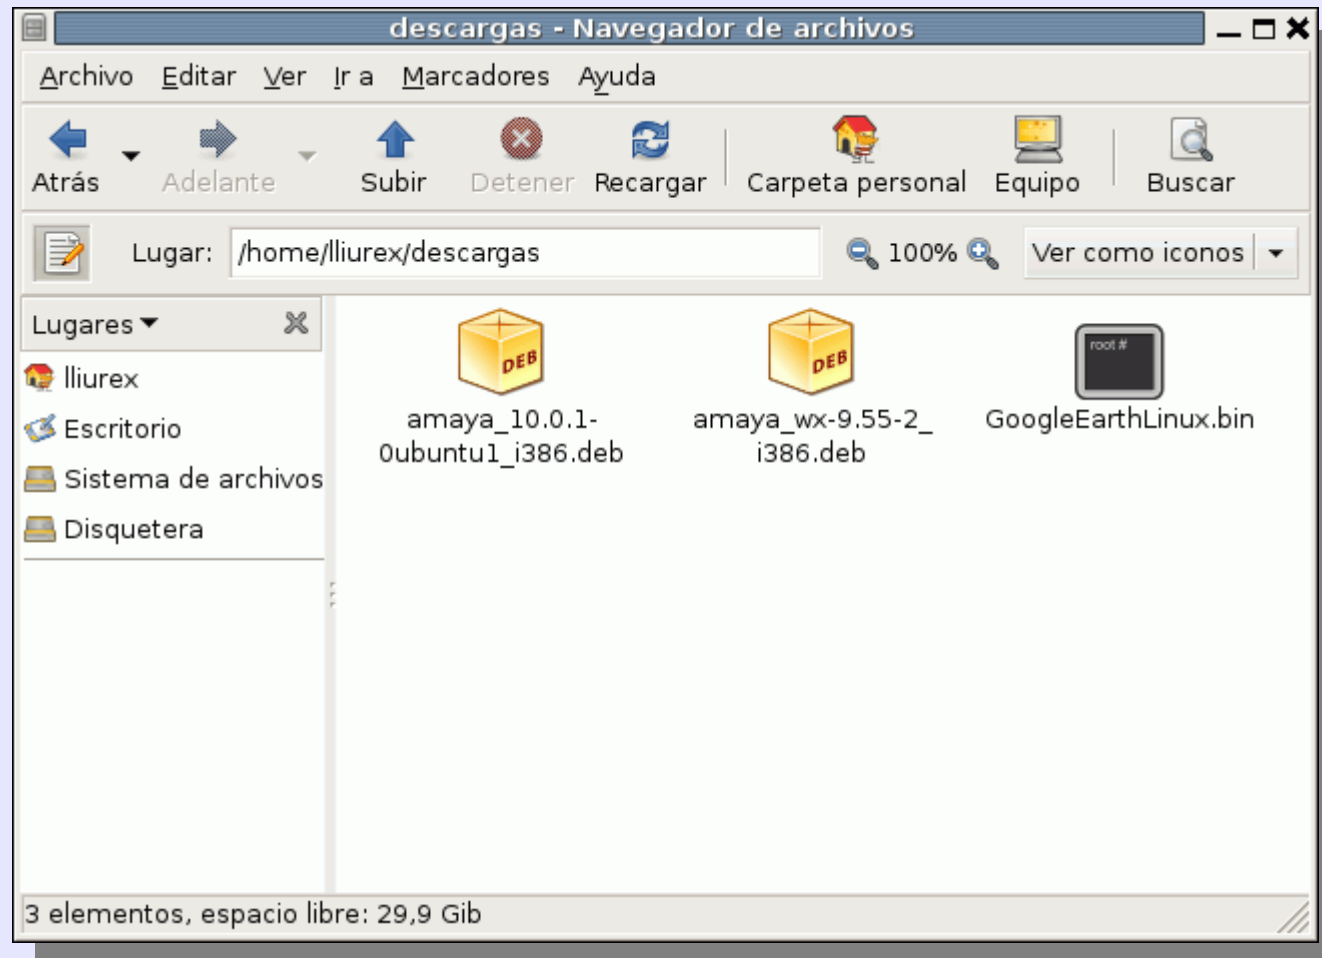 descargas - Navegador de archivos
Archivo Editar Ver Ir a Marcadores Ayuda
Atrás Adelante Subir Detener Recargar Carpeta personal Equipo Buscar
Lugar: /home/lliurex/descargas 100% Ver como iconos
Lugares
lliurex
Escritorio
Sistema de archivos
Disquetera
DEB
amaya_10.0.1-
0ubuntu1_i386.deb
DEB
amaya_wx-9.55-2_
i386.deb
root #
GoogleEarthLinux.bin
3 elementos, espacio libre: 29,9 Gib